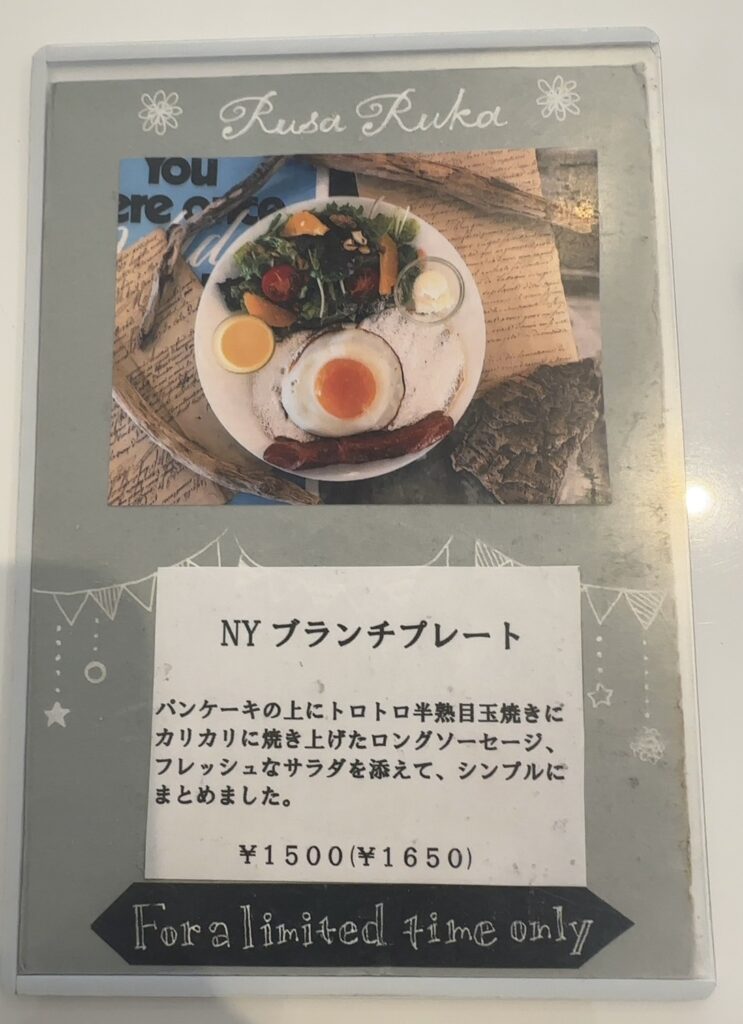 Rusa Ruka
You
ere once
NY ブランチプレート
パンケーキの上にトロトロ半熟目玉焼きに
カリカリに焼き上げたロングソーセージ、
フレッシュなサラダを添えて、シンプルに
まとめました。
¥1500(¥1650)
For a limited time only